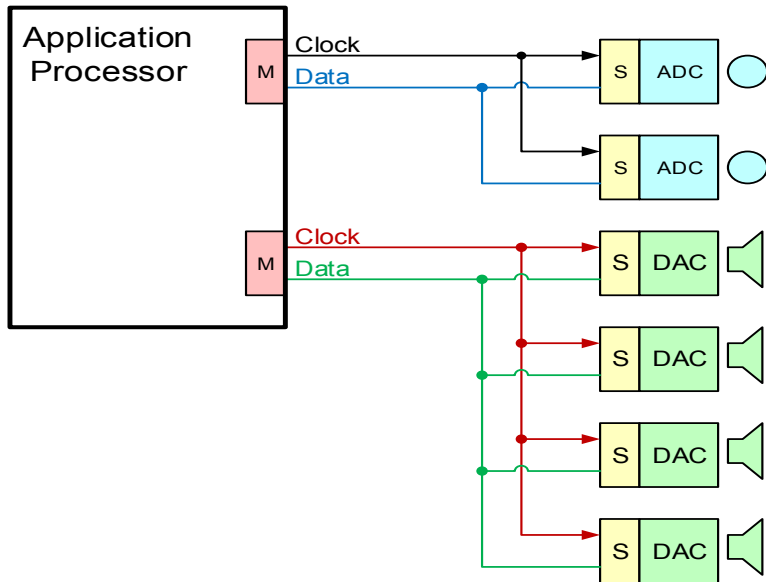 Application
Processor
M
Clock
Data
S
ADC
S
ADC
M
Clock
Data
S
DAC
S
DAC
S
DAC
S
DAC